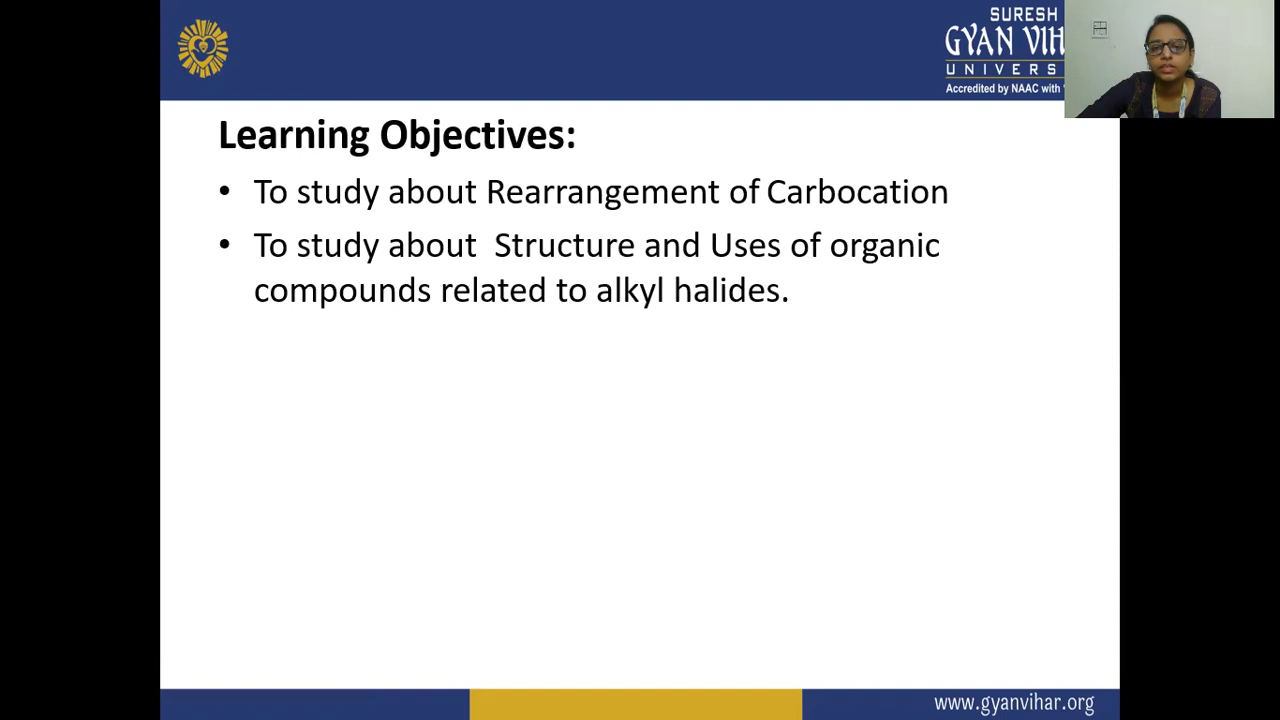 SURESH
GYAN VIH
UNIVERS
Accredited by NAAC with
Learning Objectives:
• To study about Rearrangement of Carbocation
• To study about  Structure and Uses of organic
compounds related to alkyl halides.
www.gyanvihar.org